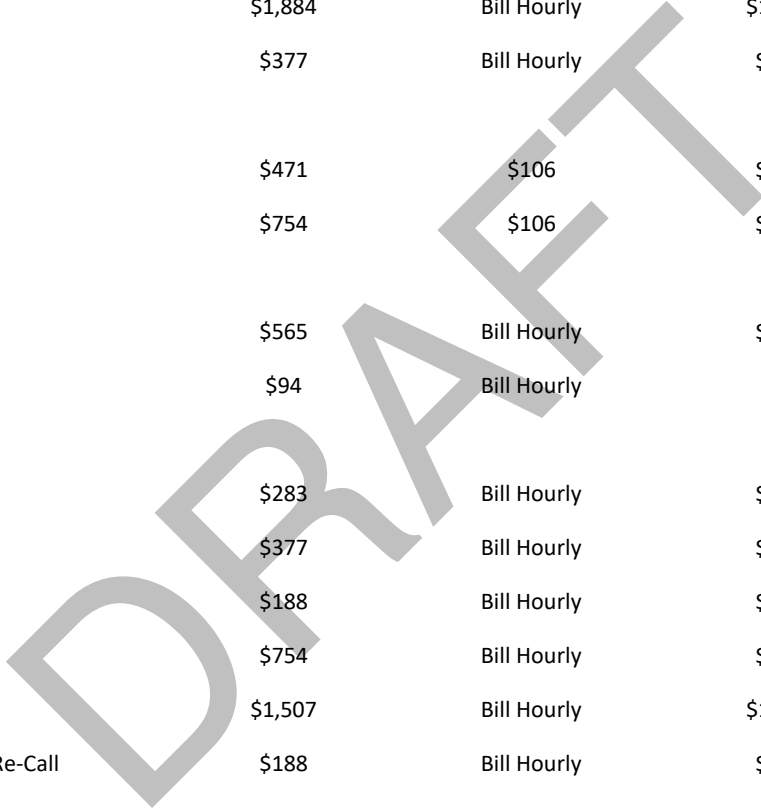 $1,884 Bill Hourly
$377 Bill Hourly
$471 $106
$754 $106
$565 Bill Hourly
$94 Bill Hourly
$283 Bill Hourly
$377 Bill Hourly
$188 Bill Hourly
$754 Bill Hourly
$1,507 Bill Hourly
Re-Call $188 Bill Hourly
DRAFT